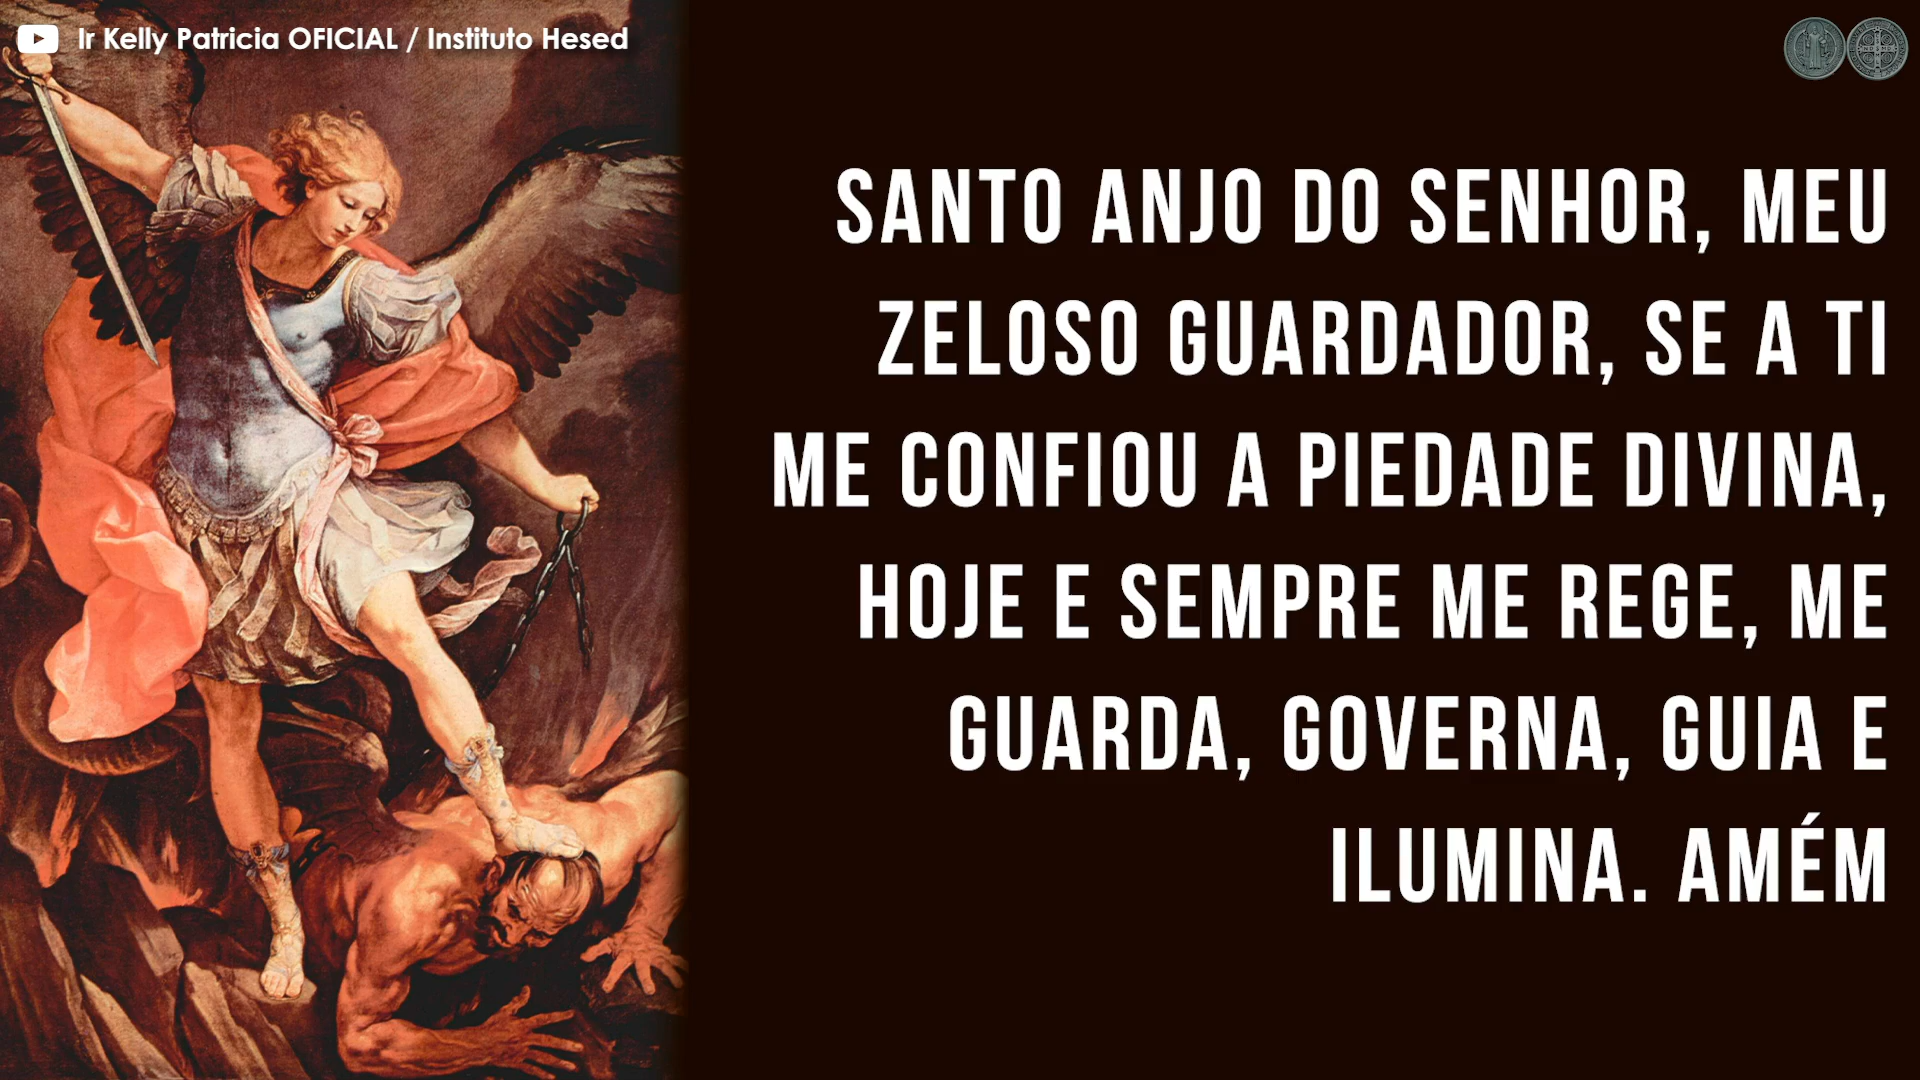 Ir Kelly Patricia OFICIAL / Instituto Hesed
SANTO ANJO DO SENHOR, MEU
ZELOSO GUARDADOR, SE A TI
ME CONFIOU A PIEDADE DIVINA,
HOJE E SEMPRE ME REGE, ME
GUARDA, GOVERNA, GUIA E
ILUMINA. AMÉM